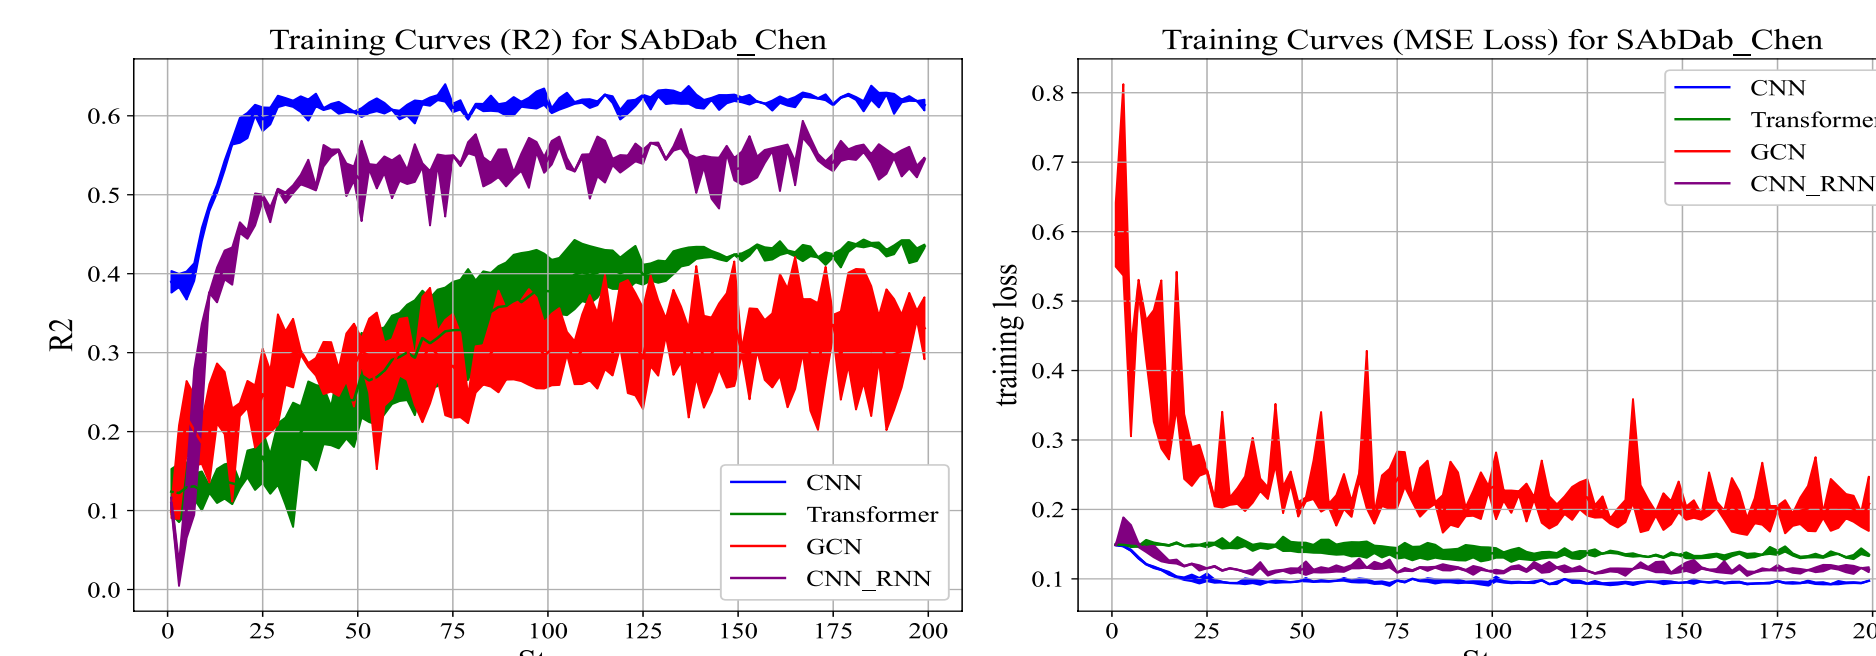 Training Curves (R2) for SAbDab_Chen
R2
0.6
0.5
0.4
0.3
0.2
0.1
0.0
0 25 50 75 100 125 150 175 200
CNN
Transformer
GCN
CNN_RNN
Training Curves (MSE Loss) for SAbDab_Chen
training loss
0.8
0.7
0.6
0.5
0.4
0.3
0.2
0.1
0 25 50 75 100 125 150 175
CNN
Transformer
GCN
CNN_RNN